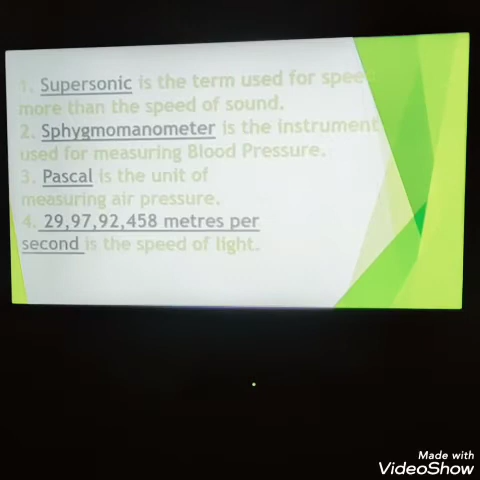 1. Supersonic is the term used for speed
more than the speed of sound.
2. Sphygmomanometer is the instrument
used for measuring Blood Pressure.
3. Pascal is the unit of
measuring air pressure.
4. 29,97,92,458 metres per
second is the speed of light.
Made with
VideoShow